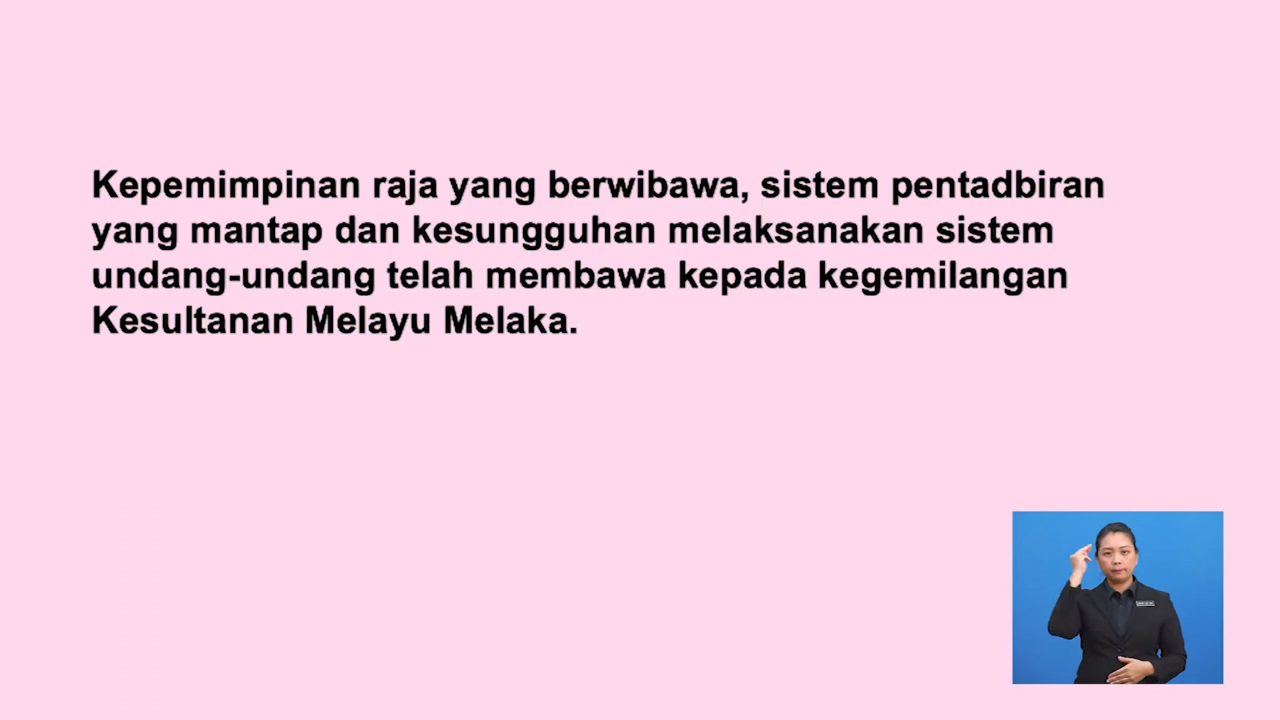 Kepemimpinan raja yang berwibawa, sistem pentadbiran
yang mantap dan kesungguhan melaksanakan sistem
undang-undang telah membawa kepada kegemilangan
Kesultanan Melayu Melaka.